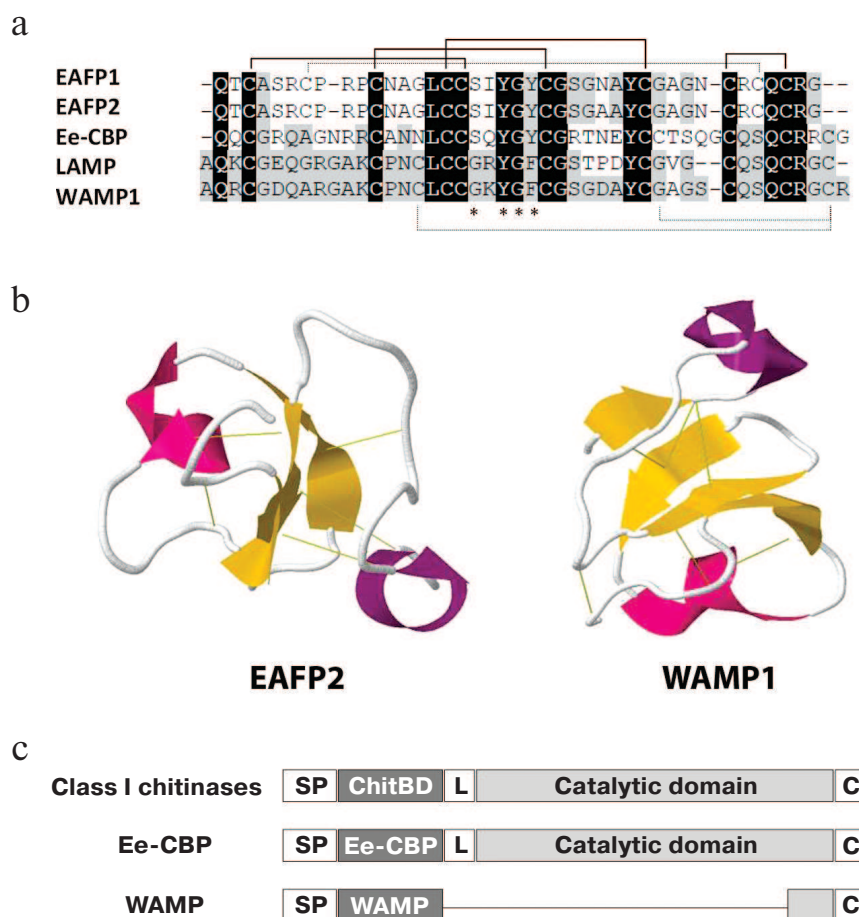 a
EAFP1 -QTCASRCP-RPCNAGLCCSIYGYCGSGNAYCGAGN-CRCQCRG--
EAFP2 -QTCASRCP-RPCNAGLCCSIYGYCGSGAAYCGAGN-CRCQCRG--
Ee-CBP -QQCGRQAGNRRCANNLCCSQYGYCGRTNEYCCTSQGCQSQCRRCG
LAMP AQKCGEQGRGAKCPNCLCCGRYGFCGSTPDYCGVG--CQSQCRGC-
WAMP1 AQRCGDQARGAKCPNCLCCGKYGFCGSGDAYCGAGS-CQSQCRGCR
* * * *
b
EAFP2 WAMP1
c
Class I chitinases SP ChitBD L Catalytic domain C
Ee-CBP SP Ee-CBP L Catalytic domain C
WAMP SP WAMP C